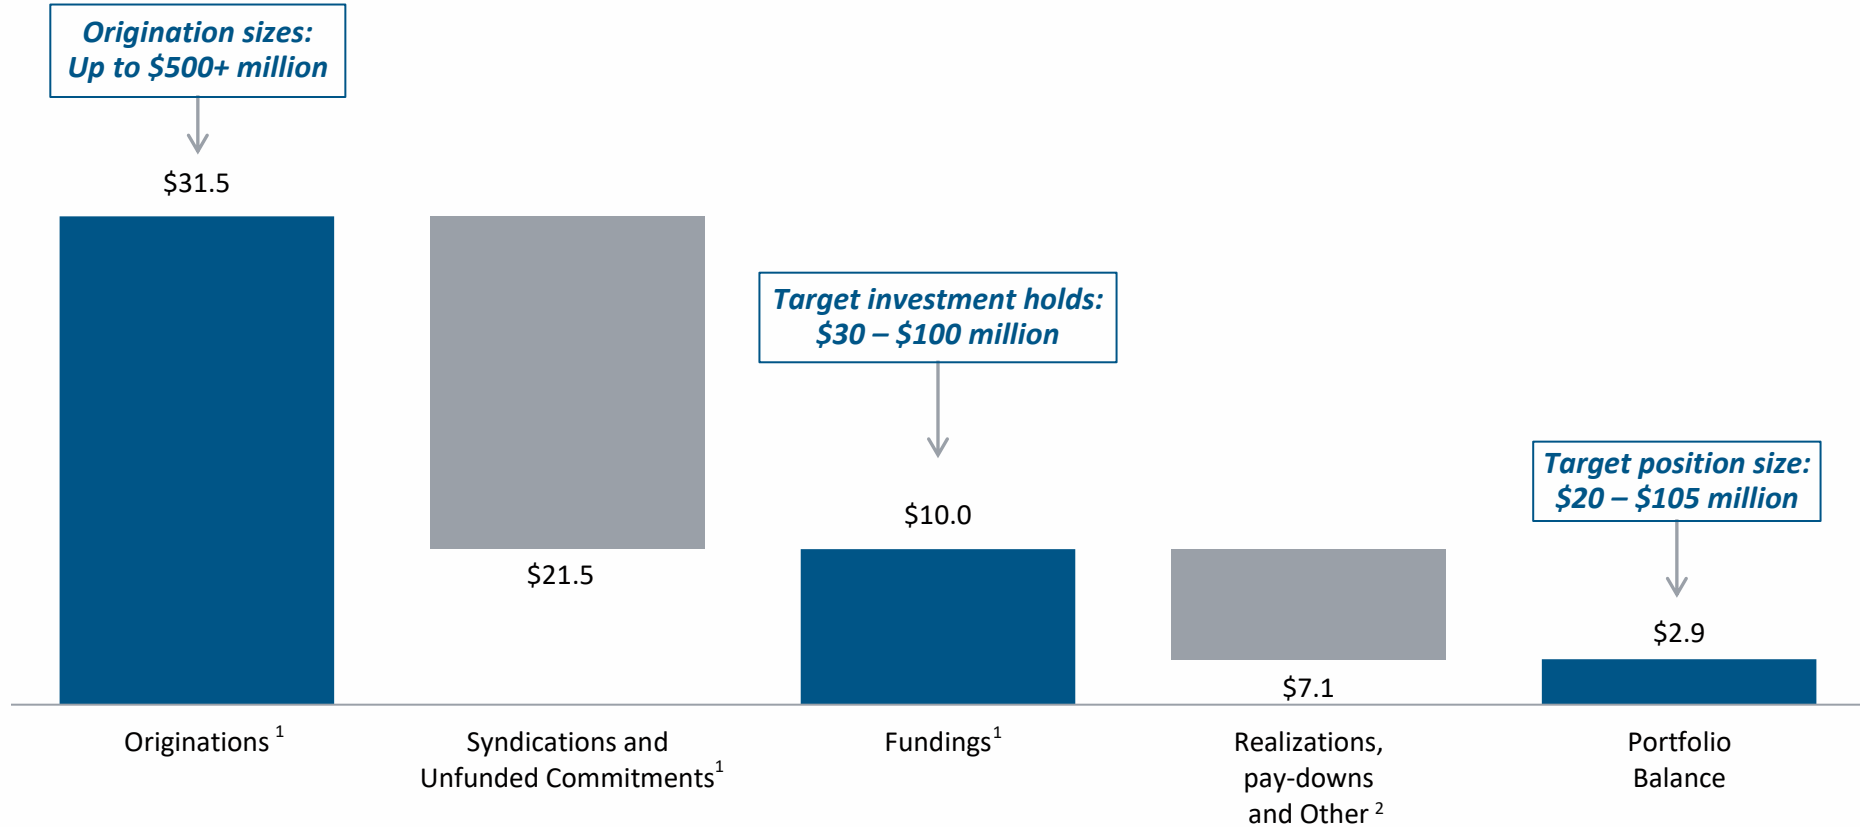 Origination sizes:
Up to $500+ million
$31.5
$21.5
Target investment holds:
$30 – $100 million
$10.0
$7.1
Target position size:
$20 – $105 million
$2.9
Originations 1
Syndications and
Unfunded Commitments1
Fundings1
Realizations,
pay-downs
and Other 2
Portfolio
Balance